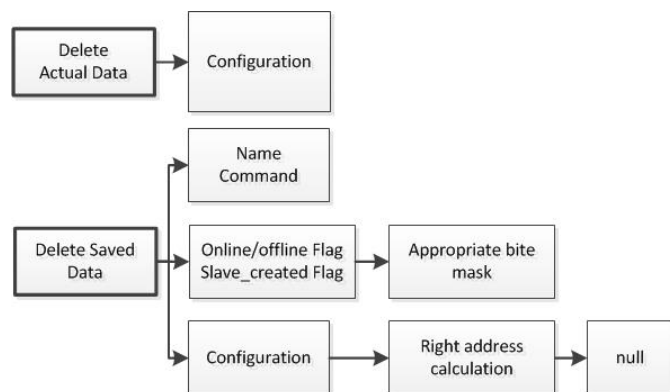 Delete
Actual Data
Configuration
Name
Command
Delete Saved
Data
Online/offline Flag
Slave_created Flag
Appropriate bite
mask
Configuration
Right address
calculation
null